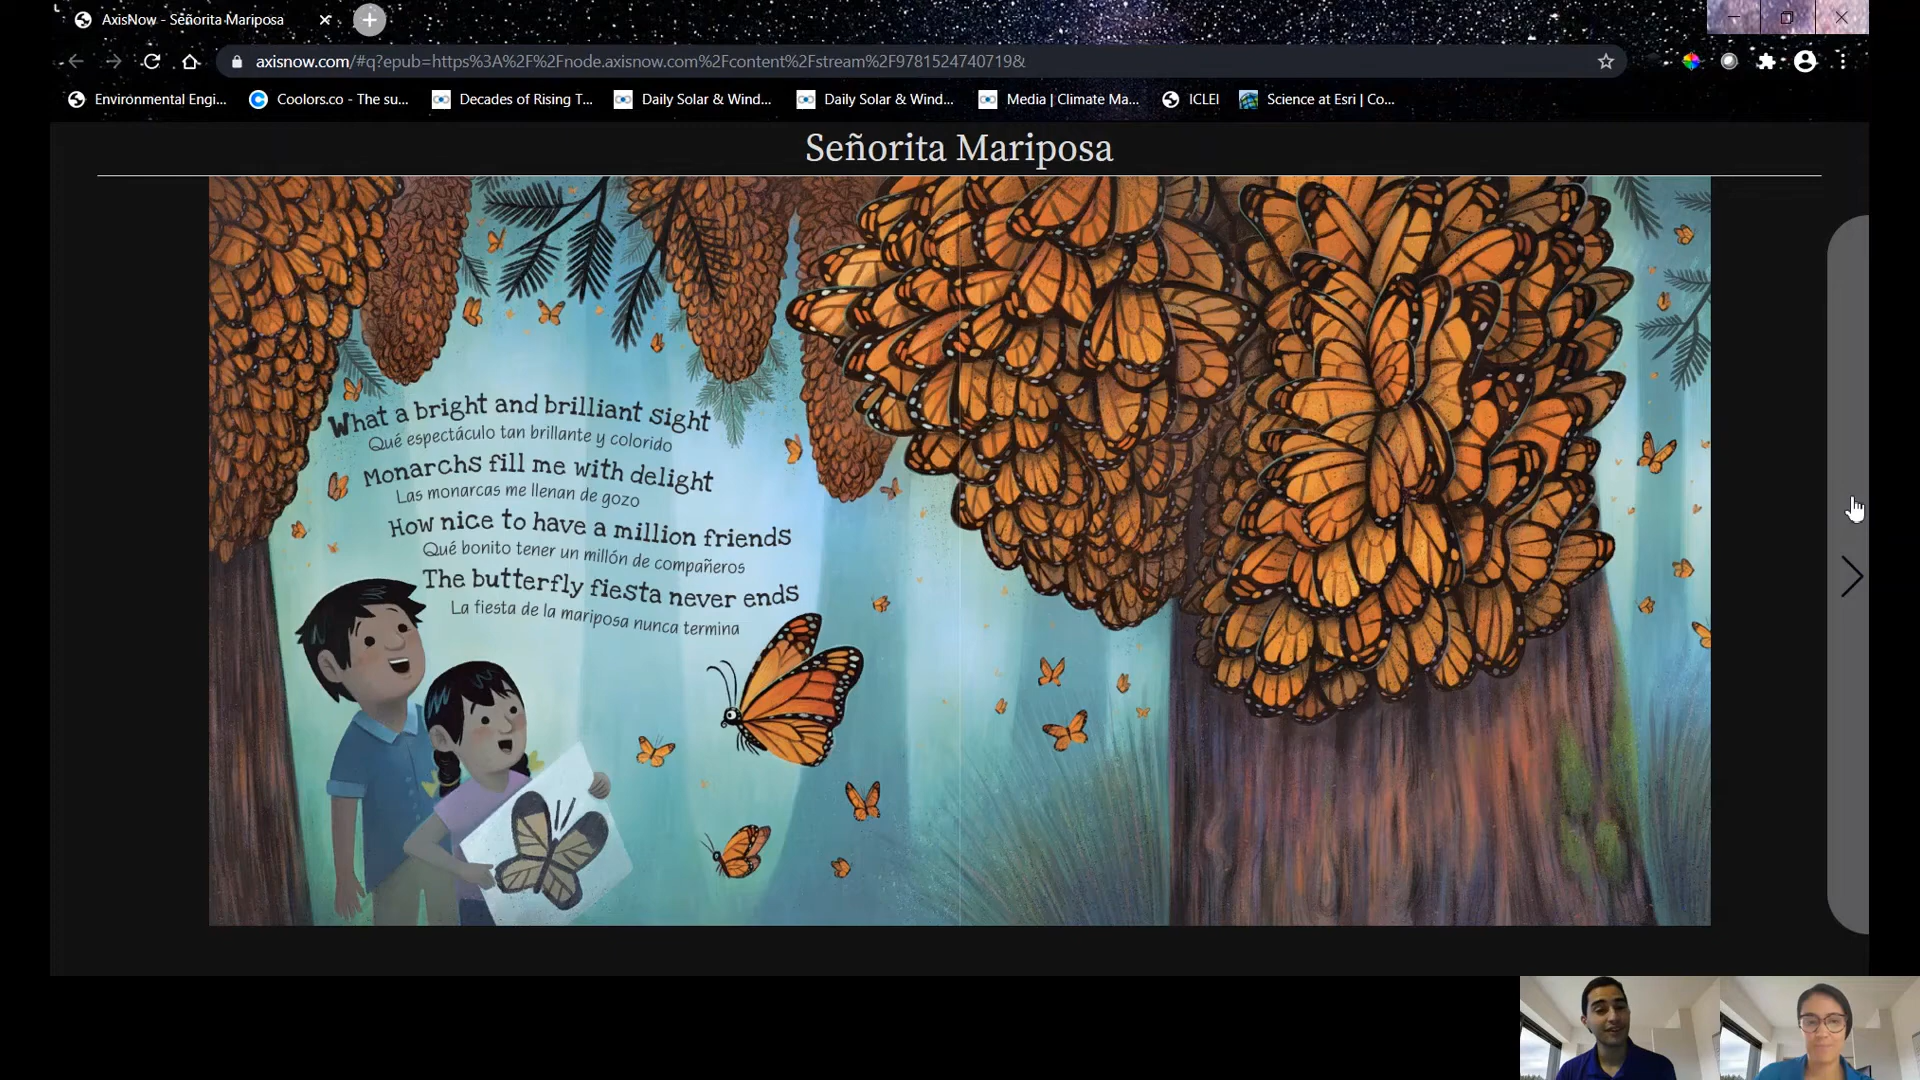 AxisNow - Señorita Mariposa
axisnow.com/#q?epub=https%3A%2F%2Fnode.axisnow.com%2Fcontent%2Fstream%2F9781524740719&
Environmental Engi...
Coolors.co - The su...
Decades of Rising T...
Daily Solar & Wind...
Daily Solar & Wind...
Media | Climate Ma...
ICLEI
Science at Esri | Co...
Señorita Mariposa
What a bright and brilliant sight
Qué espectáculo tan brillante y colorido
Monarchs fill me with delight
Las monarcas me llenan de gozo
How nice to have a million friends
Qué bonito tener un millón de compañeros
The butterfly fiesta never ends
La fiesta de la mariposa nunca termina